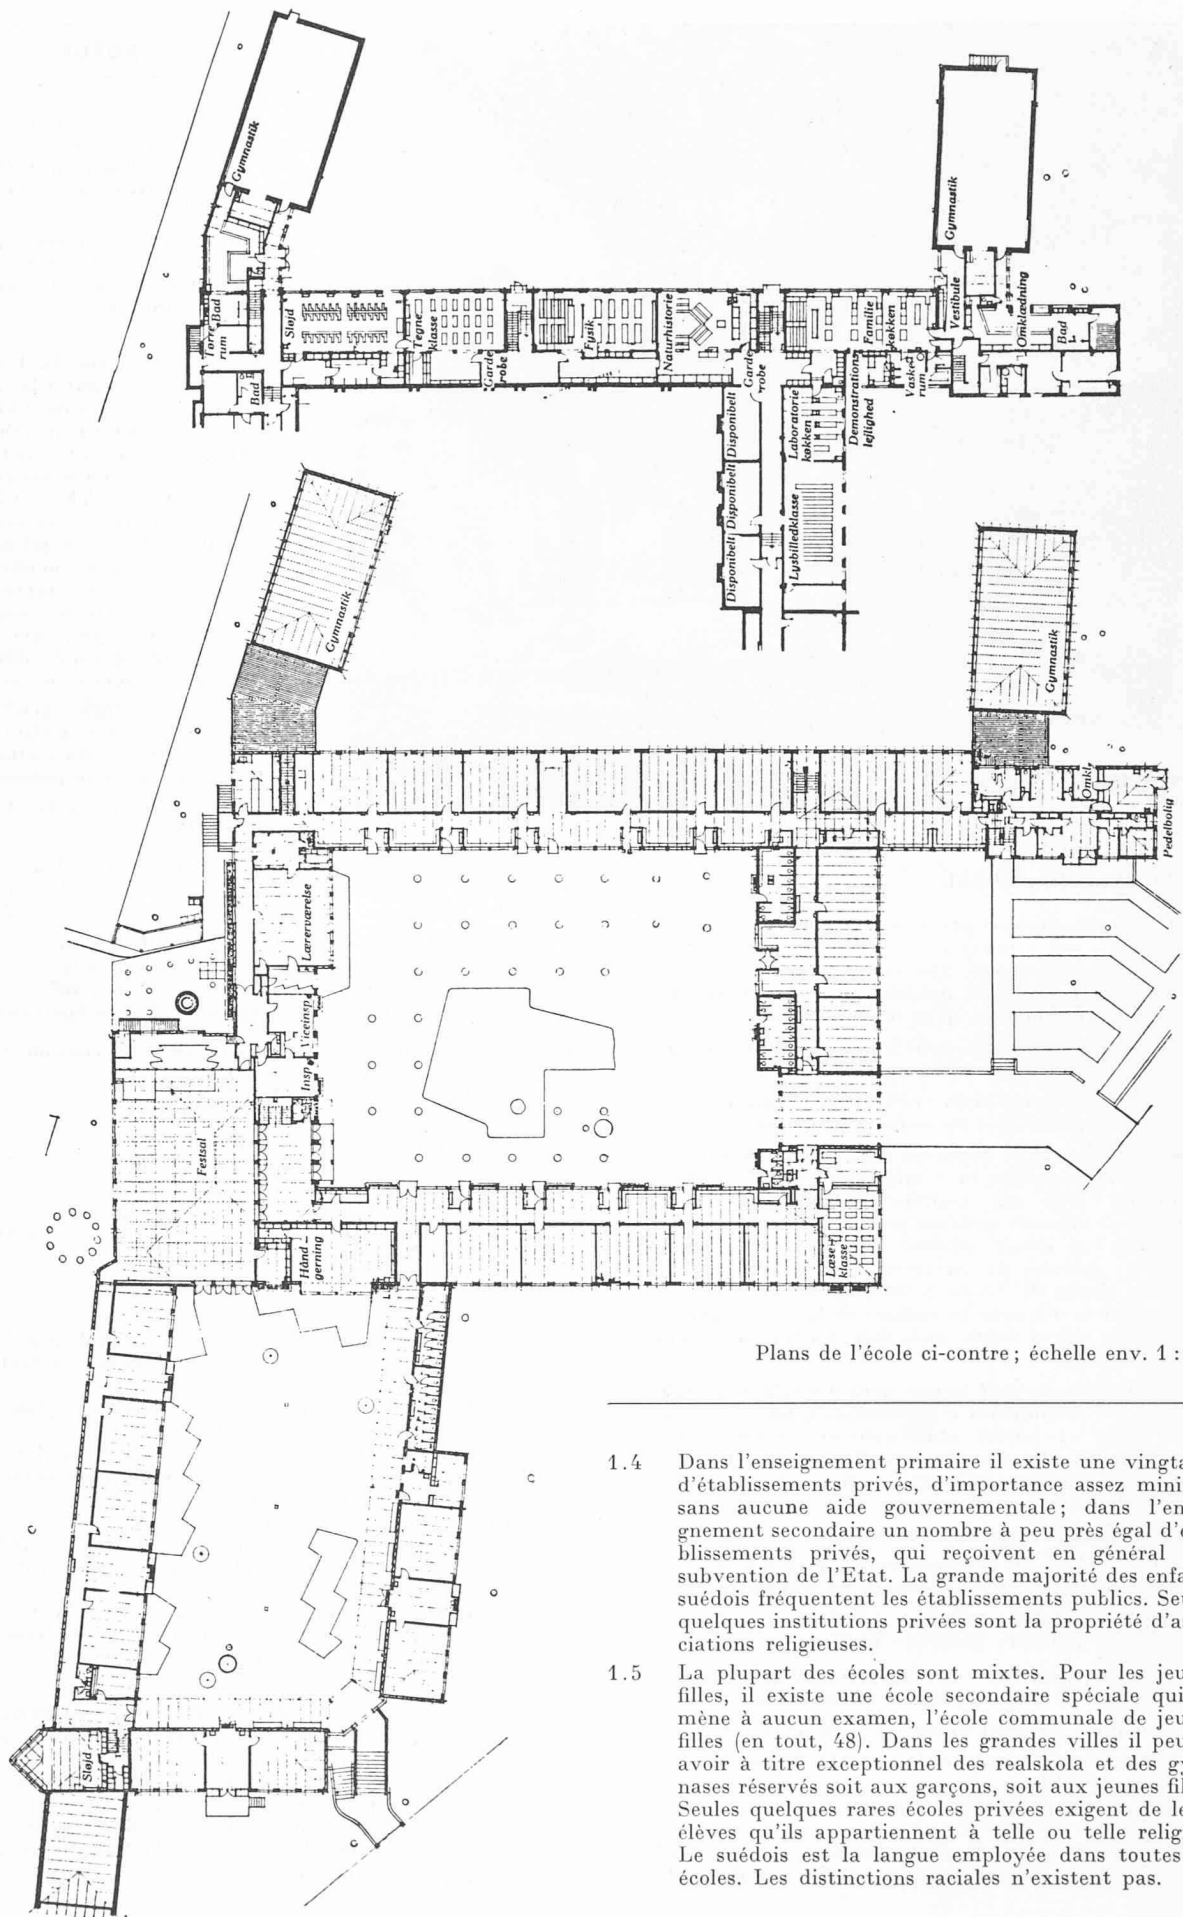 Gymnastik
Gymnastik
Tørre
rum
Bad
Bad
Sløjd
Tegne
klasse
Garde
robe
Fysik
Naturhistorie
Garde
robe
Familie
køkken
Vestibule
Omklædning
Bad
Vaske
rum
Demonstrations
lejlighed
Laboratorie
køkken
Lysbilledklasse
Disponibelt
Disponibelt
Disponibelt
Gymnastik
Gymnastik
Omkl.
Pedelbolig
Lærerværelse
Viceinsp.
Insp.
Festsal
Hånd-
gerning
Læse-
klasse
Sløjd
Plans de l'école ci-contre ; échelle env. 1 :
1.4 Dans l'enseignement primaire il existe une vingta
d'établissements privés, d'importance assez mini
sans aucune aide gouvernementale ; dans l'en
gnement secondaire un nombre à peu près égal d'é
blissements privés, qui reçoivent en général
subvention de l'Etat. La grande majorité des enfa
suédois fréquentent les établissements publics. Seu
quelques institutions privées sont la propriété d'as
ciations religieuses.
1.5 La plupart des écoles sont mixtes. Pour les jeu
filles, il existe une école secondaire spéciale qui
mène à aucun examen, l'école communale de jeu
filles (en tout, 48). Dans les grandes villes il peu
avoir à titre exceptionnel des realskola et des gy
nases réservés soit aux garçons, soit aux jeunes fil
Seules quelques rares écoles privées exigent de le
élèves qu'ils appartiennent à telle ou telle relig
Le suédois est la langue employée dans toutes
écoles. Les distinctions raciales n'existent pas.